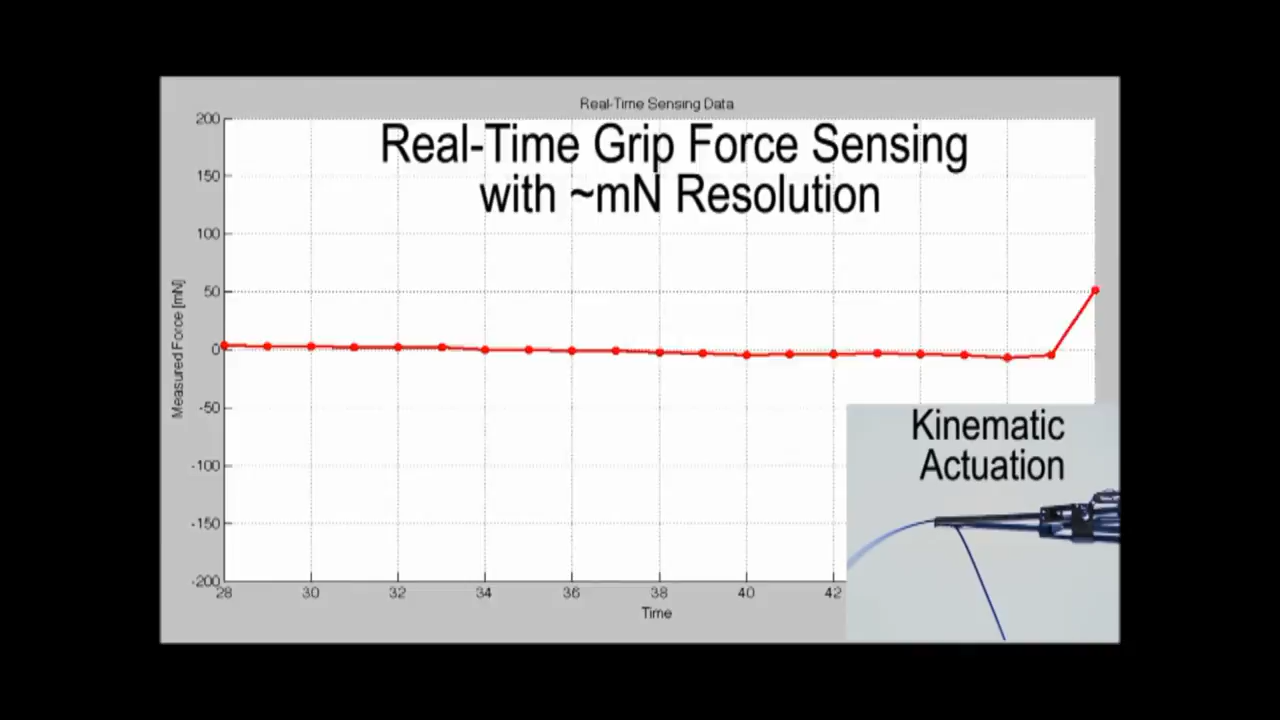 Real-Time Sensing Data
Real-Time Grip Force Sensing
with ~mN Resolution
200
150
100
50
0
-50
-100
-150
-200
Measured Force [mN]
28 30 32 34 36 38 40 42
Time
Kinematic
Actuation